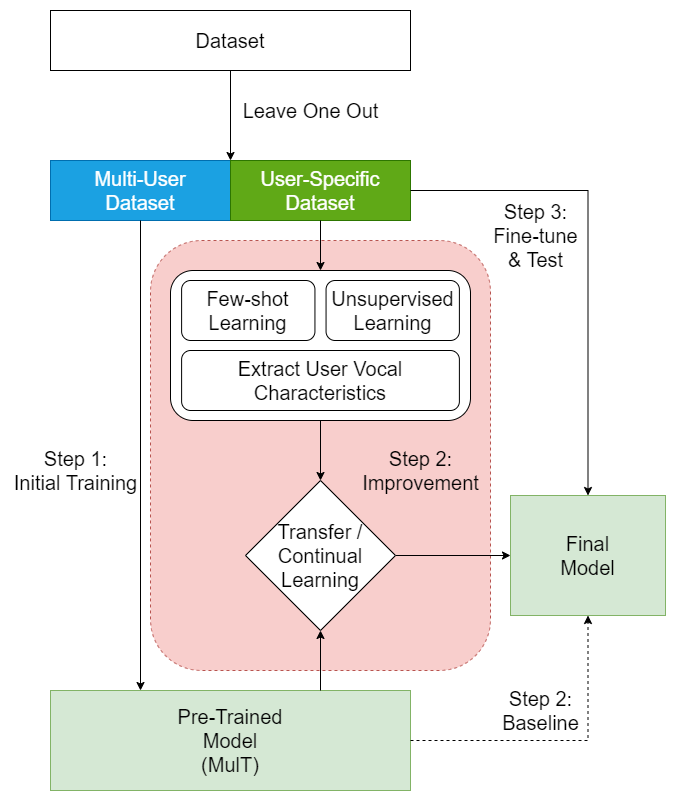 Dataset
Leave One Out
Multi-User
Dataset
User-Specific
Dataset
Step 3:
Fine-tune
& Test
Few-shot
Learning
Unsupervised
Learning
Extract User Vocal
Characteristics
Step 1:
Initial Training
Step 2:
Improvement
Transfer /
Continual
Learning
Final
Model
Step 2:
Baseline
Pre-Trained
Model
(MulT)